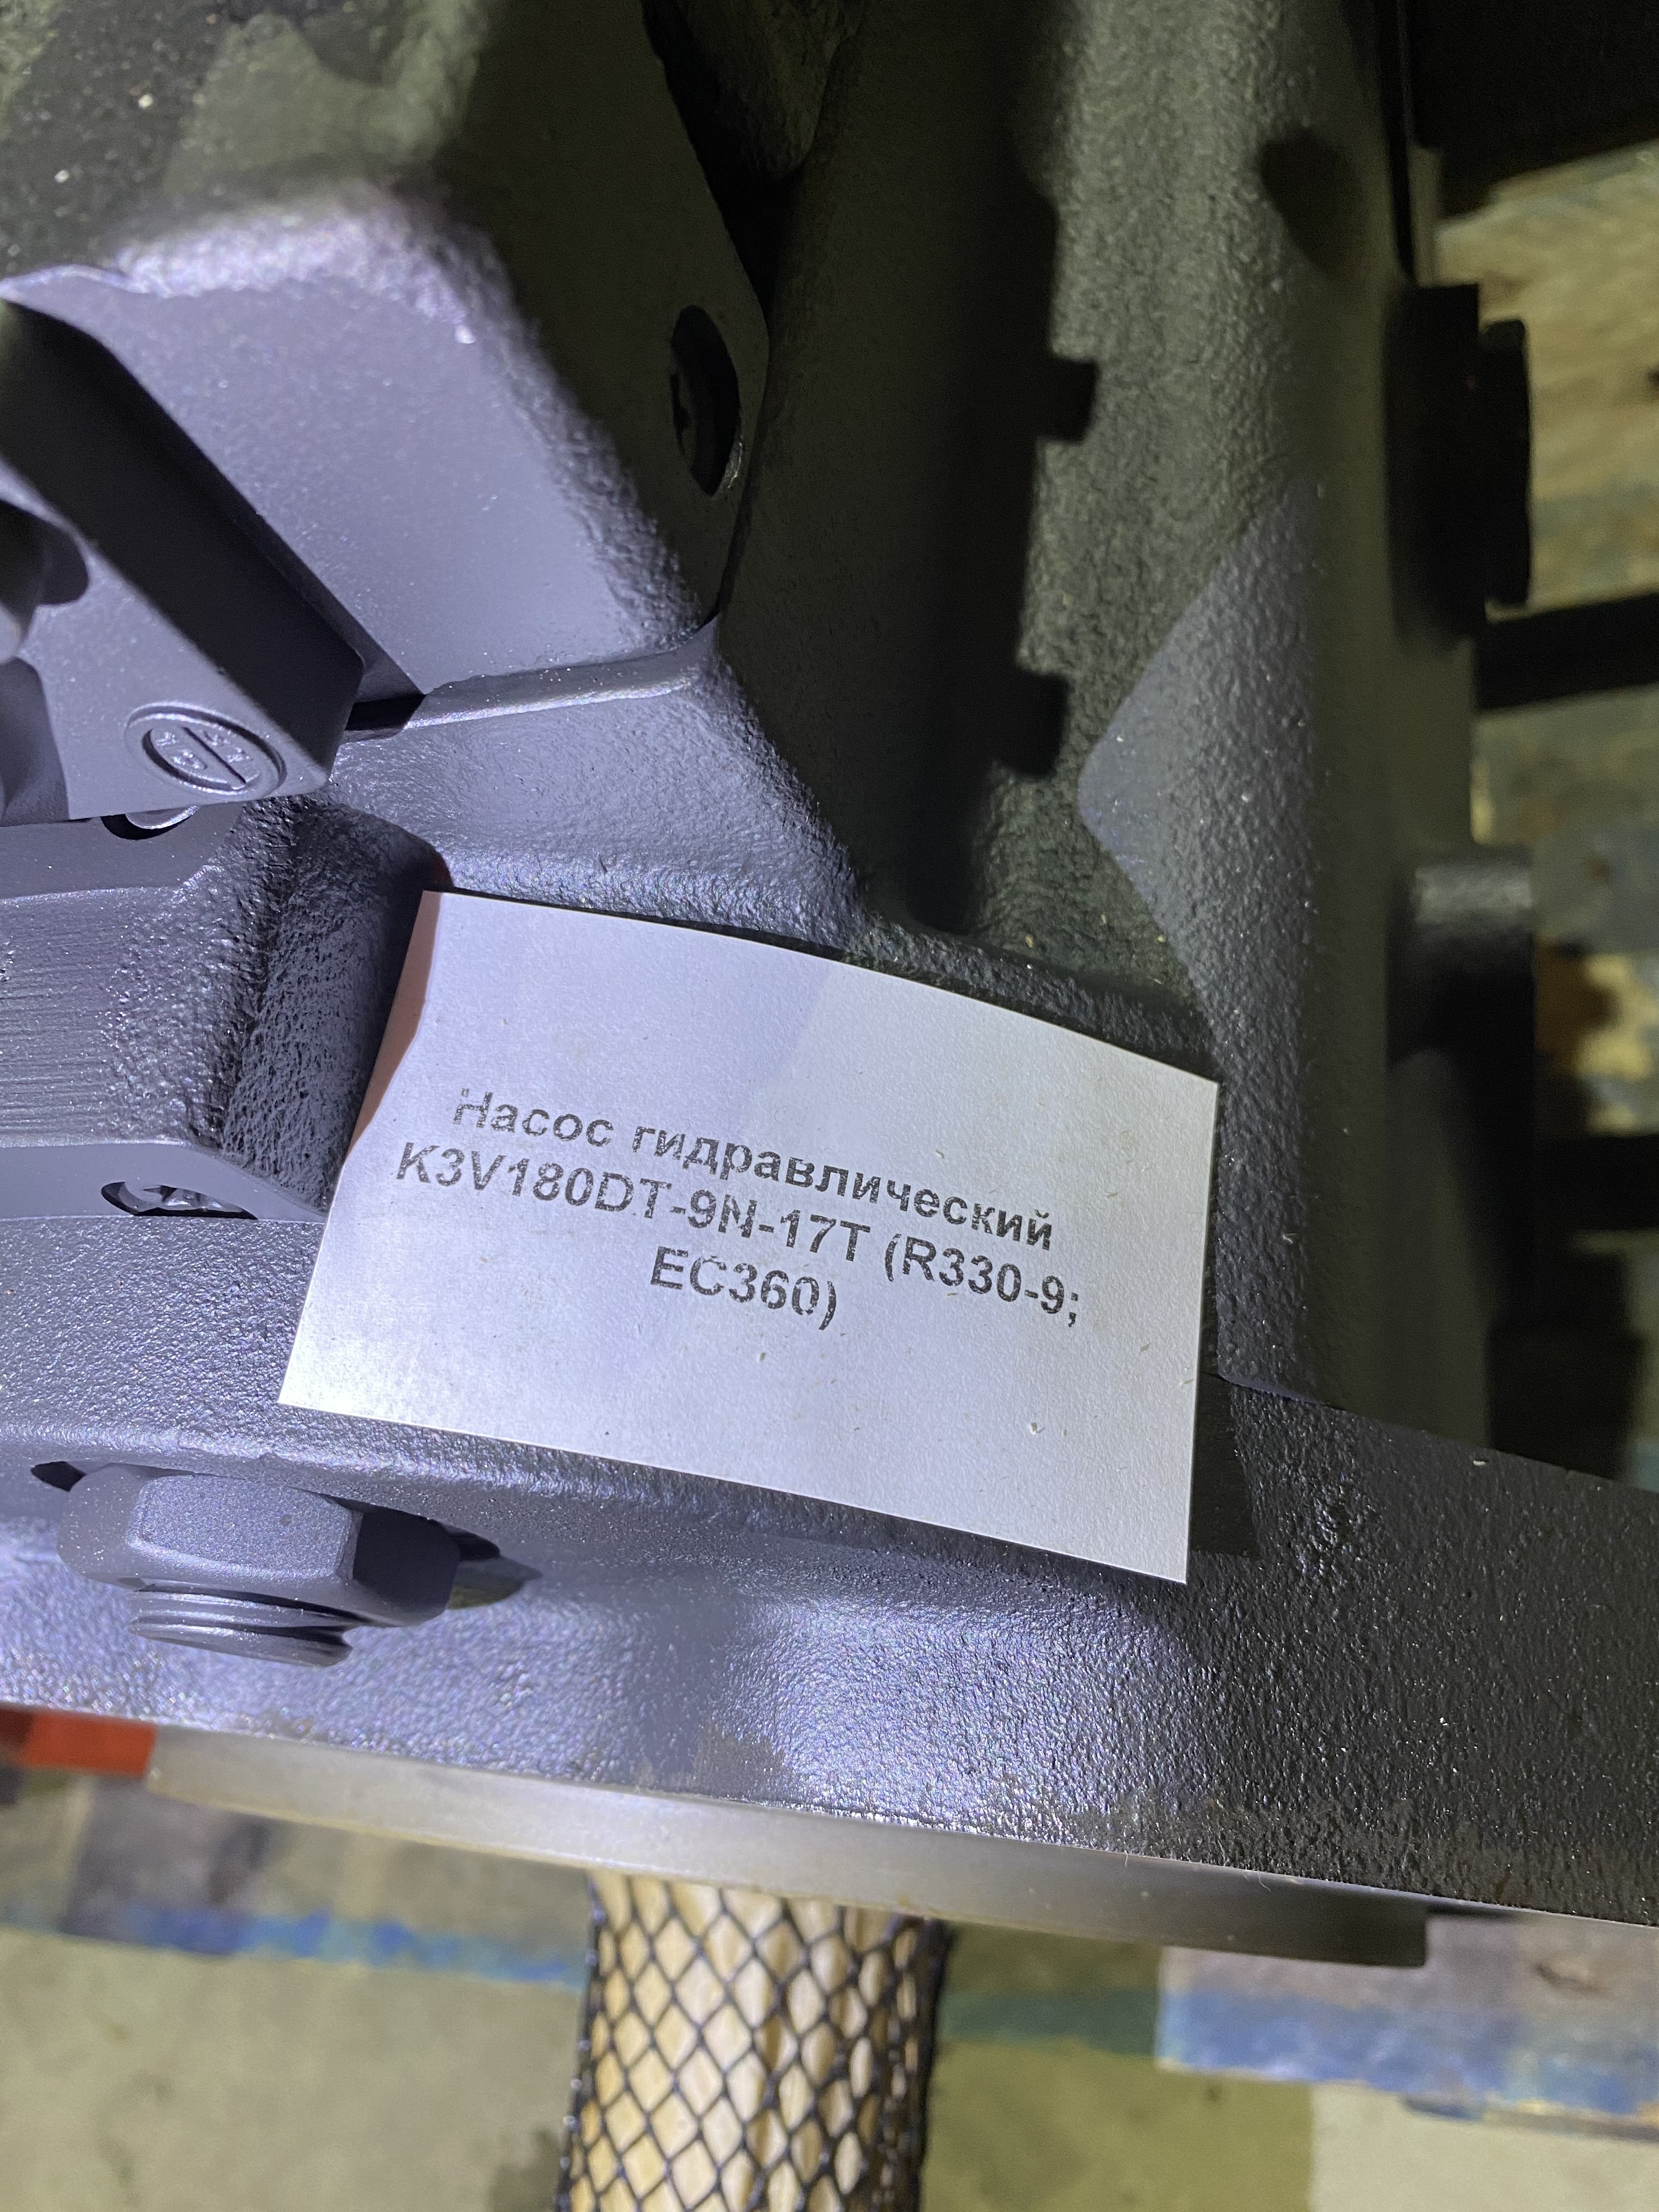 Насос гидравлический
K3V180DT-9N-17T (R330-9;
EC360)